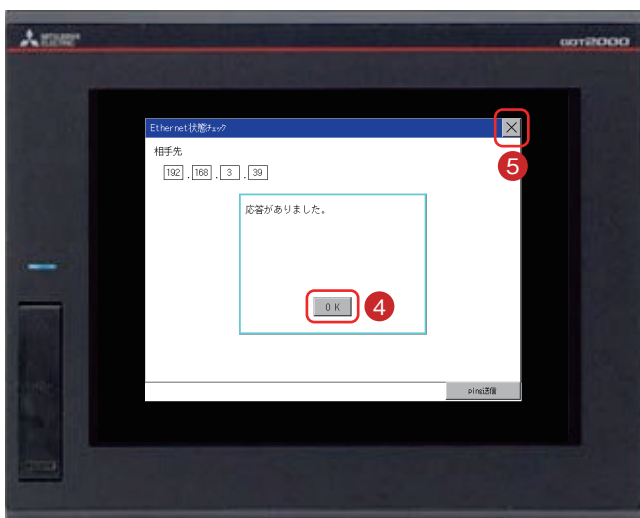 MITSUBISHI
ELECTRIC
GOT2000
Ethernet状態チェック
相手先
192 . 168 . 3 . 39
応答がありました。
OK
ping送信
4
5